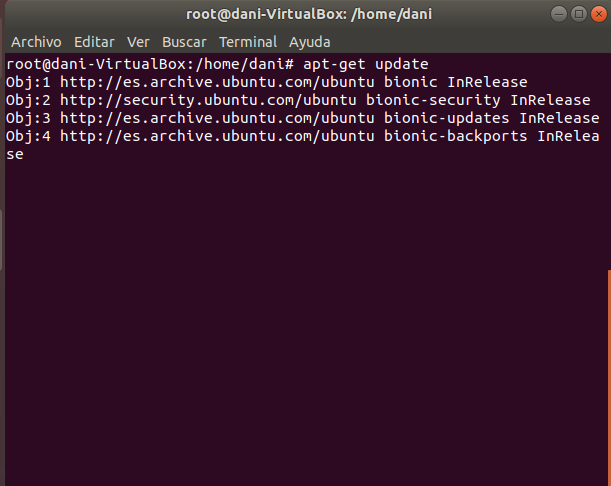 root@dani-VirtualBox: /home/dani
Archivo Editar Ver Buscar Terminal Ayuda
root@dani-VirtualBox:/home/dani# apt-get update
Obj:1 http://es.archive.ubuntu.com/ubuntu bionic InRelease
Obj:2 http://security.ubuntu.com/ubuntu bionic-security InRelease
Obj:3 http://es.archive.ubuntu.com/ubuntu bionic-updates InRelease
Obj:4 http://es.archive.ubuntu.com/ubuntu bionic-backports InRelea
se